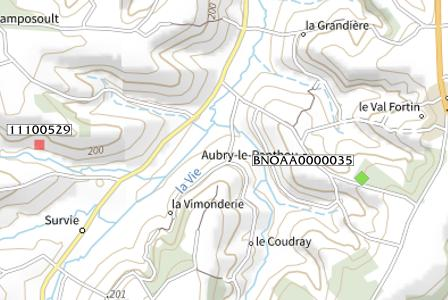 amposoult
la Grandière
le Val Fortin
11100529
200
Aubry-le-Panthou
BNOAA0000035
la Vie
la Vimonderie
Survie
le Coudray
201